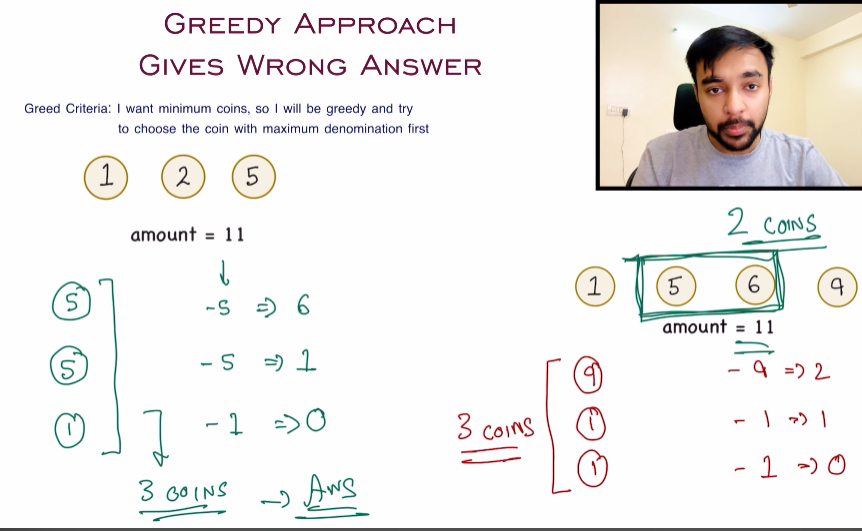 GREEDY APPROACH
GIVES WRONG ANSWER
Greed Criteria: I want minimum coins, so I will be greedy and try
to choose the coin with maximum denomination first
1 2 5
amount = 11
5 -5 => 6
5 -5 => 1
1 -1 => 0
3 COINS -> Ans
2 COINS
1 5 6 9
amount = 11
9 - 9 => 2
3 COINS 1 - 1 => 1
1 - 1 => 0